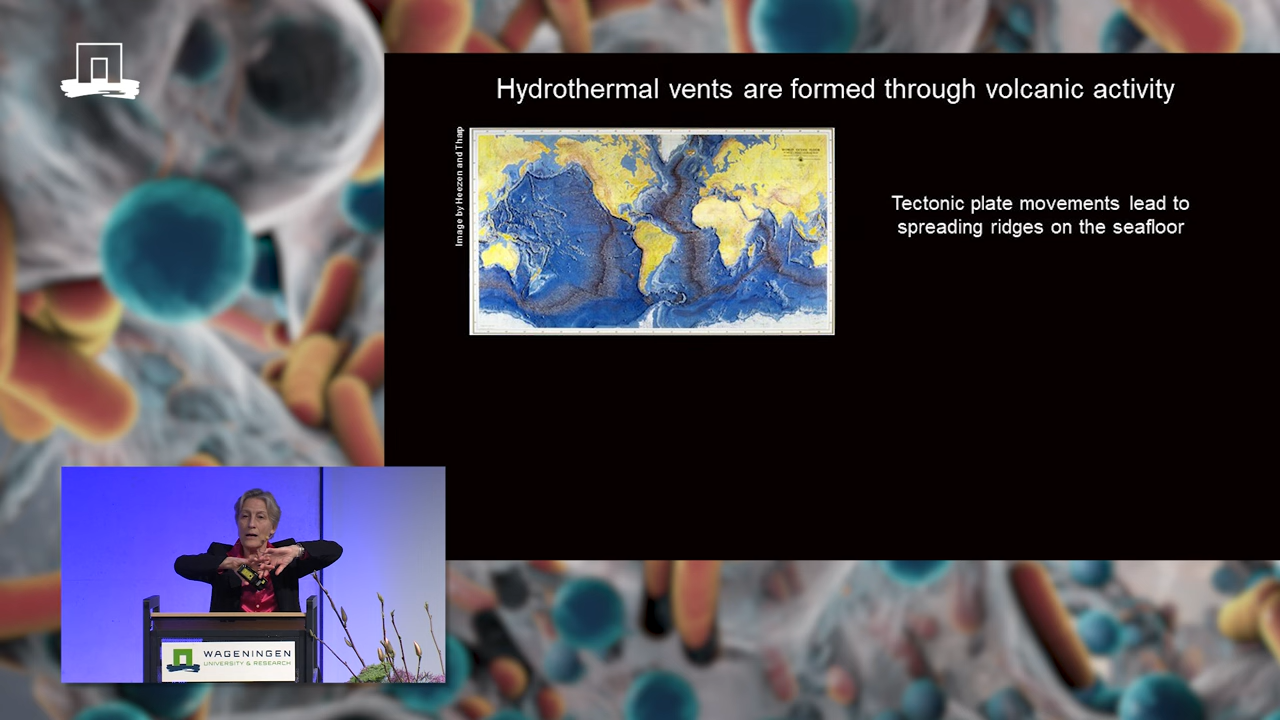 Hydrothermal vents are formed through volcanic activity
Image by Heezen and Tharp
Tectonic plate movements lead to
spreading ridges on the seafloor
WAGENINGEN
UNIVERSITY & RESEARCH